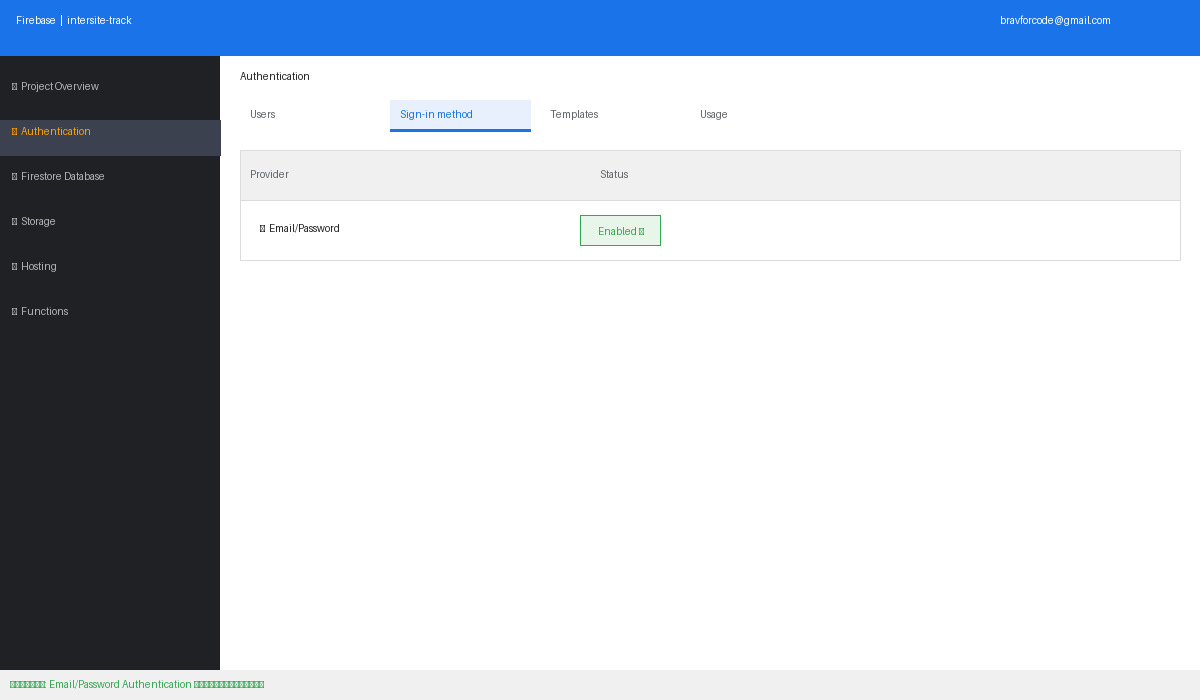 Firebase | intersite-track
bravforcode@gmail.com
Project Overview
Authentication
Firestore Database
Storage
Hosting
Functions
Authentication
Users
Sign-in method
Templates
Usage
Provider
Status
Email/Password
Enabled
: Email/Password Authentication